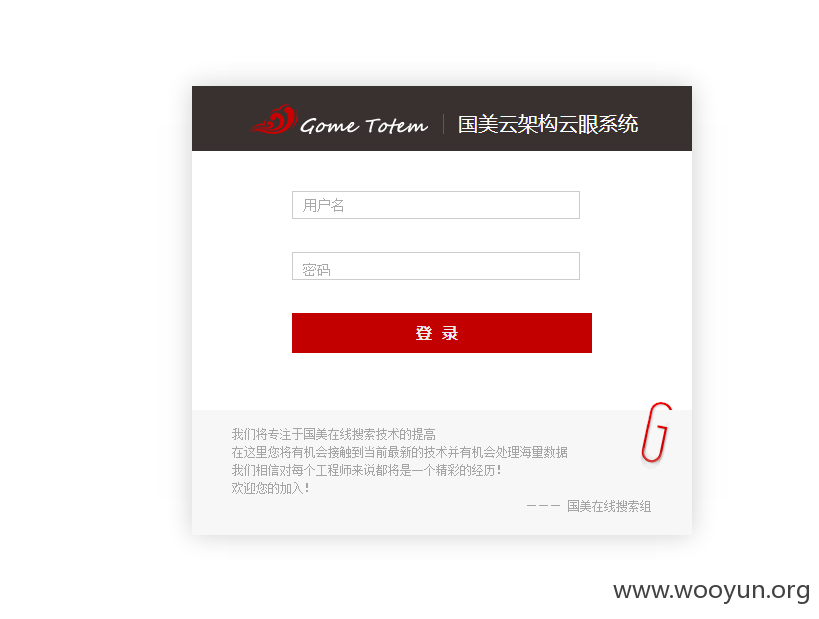 Gome Totem 国美云架构云眼系统
用户名
密码
登 录
我们将专注于国美在线搜索技术的提高
在这里您将有机会接触到当前最新的技术并有机会处理海量数据
我们相信对每个工程师来说都将是一个精彩的经历！
欢迎您的加入！
－－－ 国美在线搜索组
www.wooyun.org